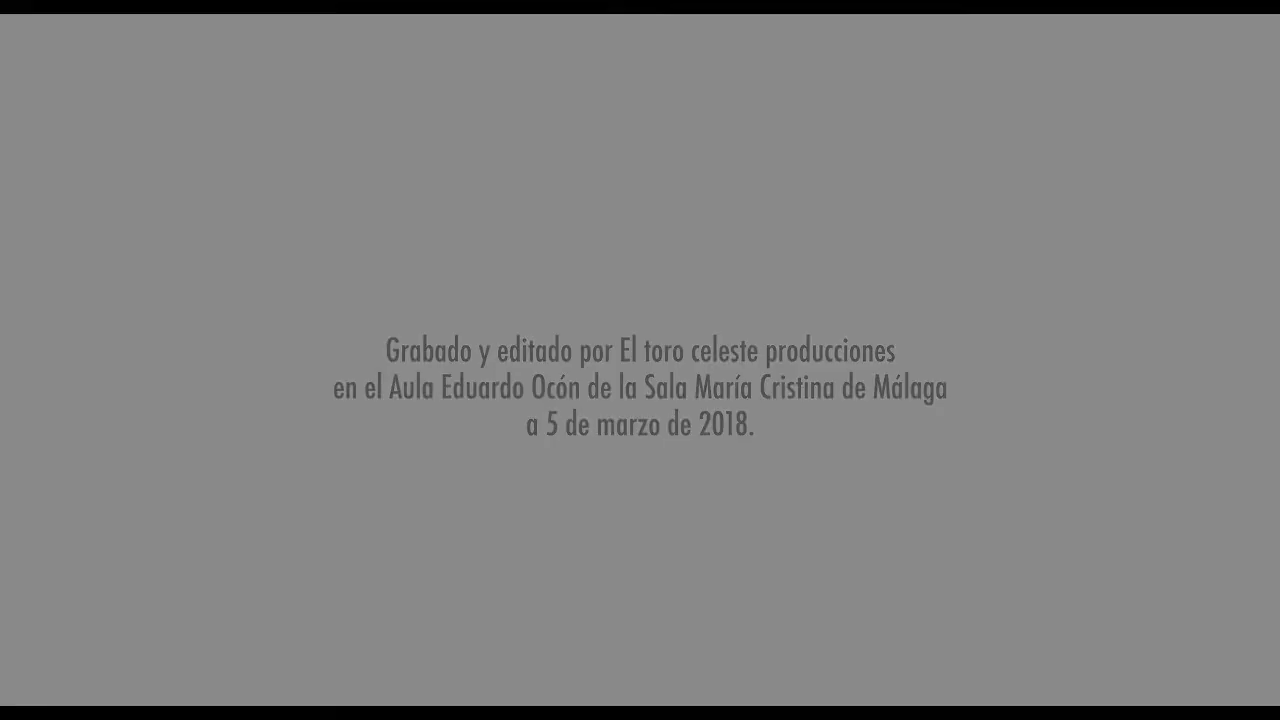 Grabado y editado por El toro celeste producciones
en el Aula Eduardo Ocón de la Sala María Cristina de Málaga
a 5 de marzo de 2018.